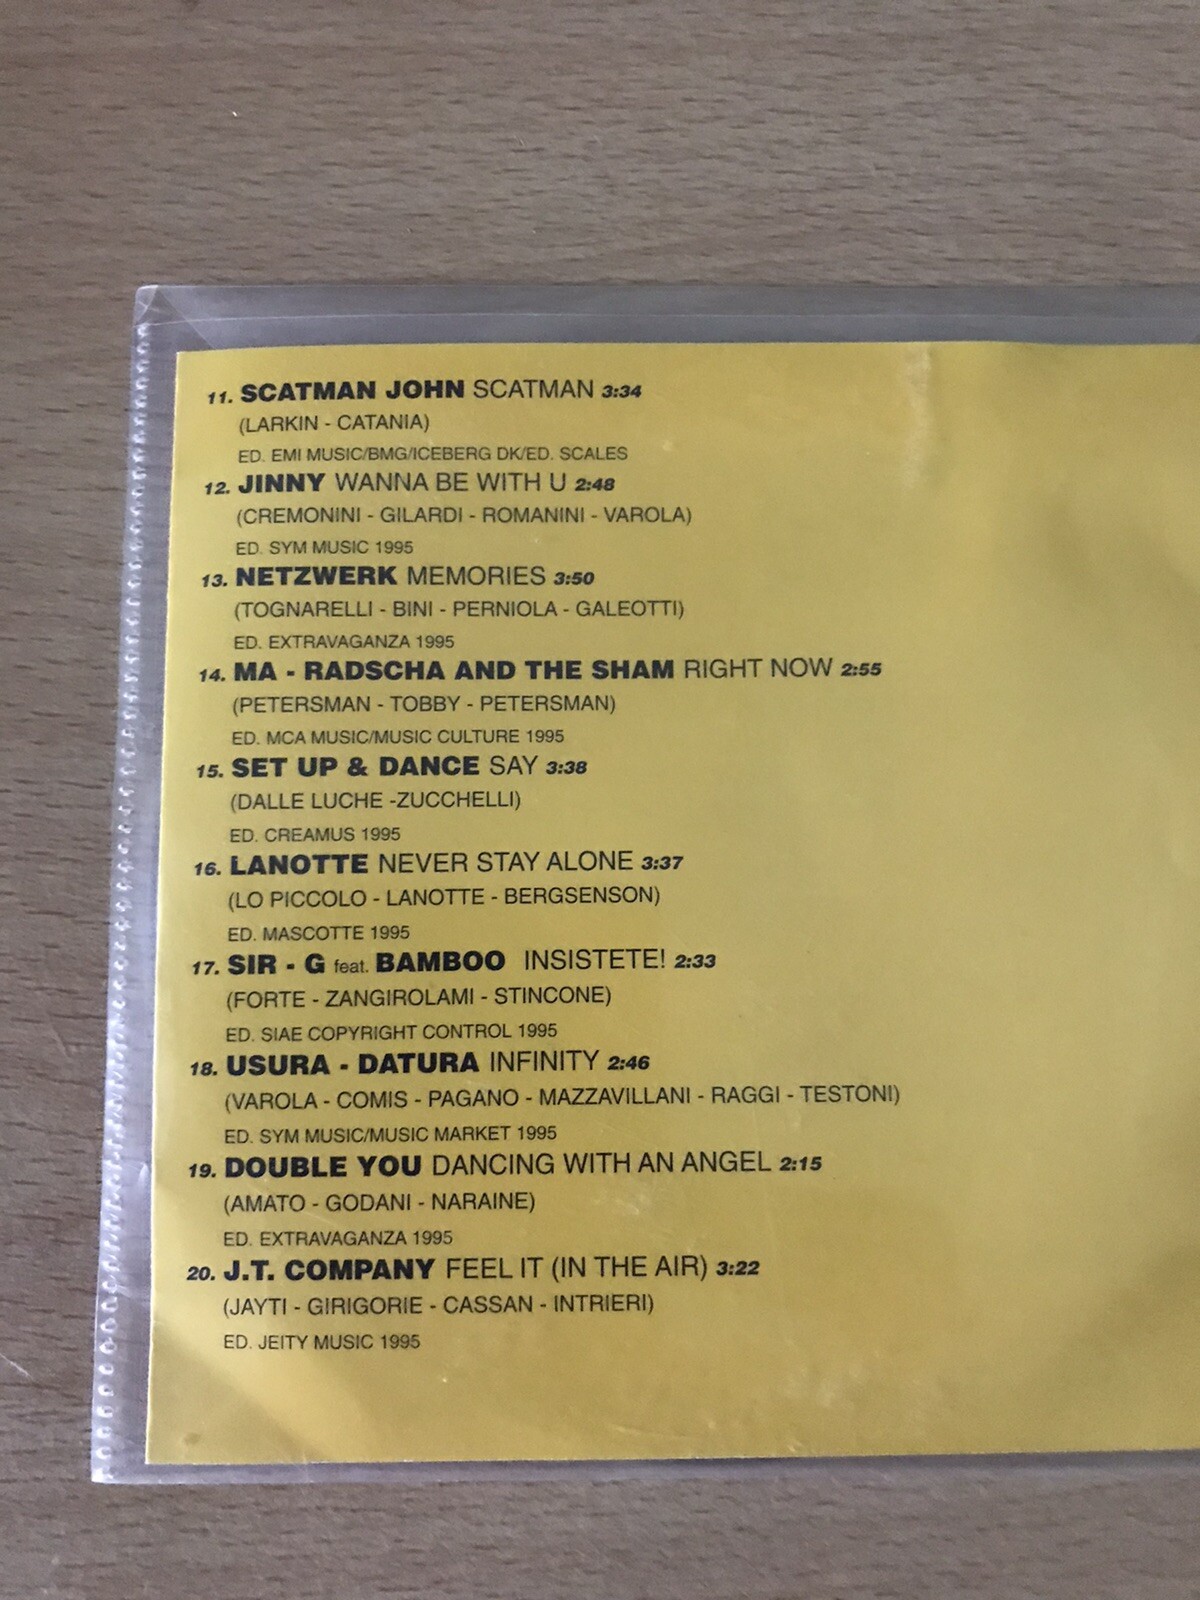 11. SCATMAN JOHN SCATMAN 3:34
(LARKIN - CATANIA)
ED. EMI MUSIC/BMG/ICEBERG DK/ED. SCALES
12. JINNY WANNA BE WITH U 2:48
(CREMONINI - GILARDI - ROMANINI - VAROLA)
ED. SYM MUSIC 1995
13. NETZWERK MEMORIES 3:50
(TOGNARELLI - BINI - PERNIOLA - GALEOTTI)
ED. EXTRAVAGANZA 1995
14. MA - RADSCHA AND THE SHAM RIGHT NOW 2:55
(PETERSMAN - TOBBY - PETERSMAN)
ED. MCA MUSIC/MUSIC CULTURE 1995
15. SET UP & DANCE SAY 3:38
(DALLE LUCHE -ZUCCHELLI)
ED. CREAMUS 1995
16. LANOTTE NEVER STAY ALONE 3:37
(LO PICCOLO - LANOTTE - BERGSENSON)
ED. MASCOTTE 1995
17. SIR - G feat. BAMBOO INSISTETE! 2:33
(FORTE - ZANGIROLAMI - STINCONE)
ED. SIAE COPYRIGHT CONTROL 1995
18. USURA - DATURA INFINITY 2:46
(VAROLA - COMIS - PAGANO - MAZZAVILLANI - RAGGI - TESTONI)
ED. SYM MUSIC/MUSIC MARKET 1995
19. DOUBLE YOU DANCING WITH AN ANGEL 2:15
(AMATO - GODANI - NARAINE)
ED. EXTRAVAGANZA 1995
20. J.T. COMPANY FEEL IT (IN THE AIR) 3:22
(JAYTI - GIRIGORIE - CASSAN - INTRIERI)
ED. JEITY MUSIC 1995